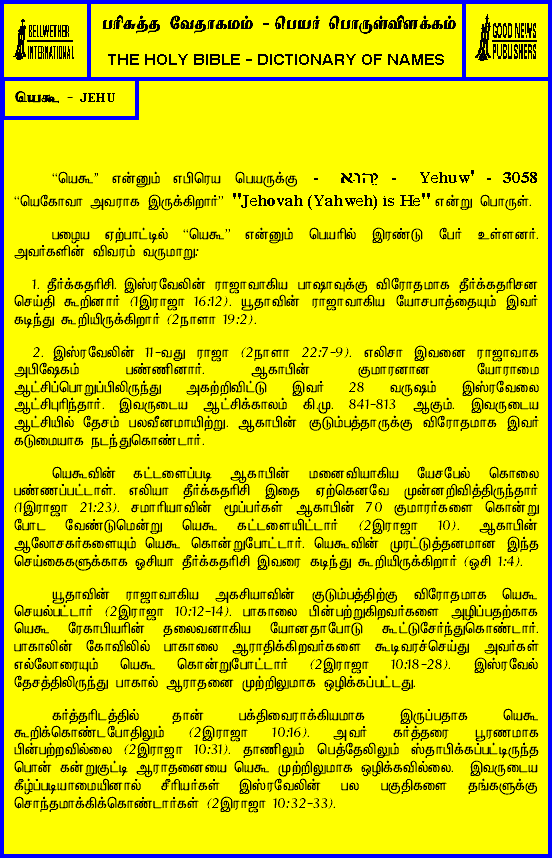 BELLWETHER
INTERNATIONAL
பரிசுத்த வேதாகமம் - பெயர் பொருள்விளக்கம்
THE HOLY BIBLE - DICTIONARY OF NAMES
GOOD NEWS
PUBLISHERS
யெகூ - JEHU
“யெகூ” என்னும் எபிரெய பெயருக்கு - יֵהוּא - Yehuw' - 3058
“யெகோவா அவராக இருக்கிறார்” "Jehovah (Yahweh) is He" என்று பொருள்.
பழைய ஏற்பாட்டில் “யெகூ” என்னும் பெயரில் இரண்டு பேர் உள்ளனர்.
அவர்களின் விவரம் வருமாறு:
1. தீர்க்கதரிசி. இஸ்ரவேலின் ராஜாவாகிய பாஷாவுக்கு விரோதமாக தீர்க்கதரிசன
செய்தி கூறினார் (1இராஜா 16:12). யூதாவின் ராஜாவாகிய யோசபாத்தையும் இவர்
கடிந்து கூறியிருக்கிறார் (2நாளா 19:2).
2. இஸ்ரவேலின் 11-வது ராஜா (2நாளா 22:7-9). எலிசா இவனை ராஜாவாக
அபிஷேகம் பண்ணினார். ஆகாபின் குமாரனான யோராமை
ஆட்சிப்பொறுப்பிலிருந்து அகற்றிவிட்டு இவர் 28 வருஷம் இஸ்ரவேலை
ஆட்சிபுரிந்தார். இவருடைய ஆட்சிக்காலம் கி.மு. 841-813 ஆகும். இவருடைய
ஆட்சியில் தேசம் பலவீனமாயிற்று. ஆகாபின் குடும்பத்தாருக்கு விரோதமாக இவர்
கடுமையாக நடந்துகொண்டார்.
யெகூவின் கட்டளைப்படி ஆகாபின் மனைவியாகிய யேசபேல் கொலை
பண்ணப்பட்டாள். எலியா தீர்க்கதரிசி இதை ஏற்கெனவே முன்னறிவித்திருந்தார்
(1இராஜா 21:23). சமாரியாவின் மூப்பர்கள் ஆகாபின் 70 குமாரர்களை கொன்று
போட வேண்டுமென்று யெகூ கட்டளையிட்டார் (2இராஜா 10). ஆகாபின்
ஆலோசகர்களையும் யெகூ கொன்றுபோட்டார். யெகூவின் முரட்டுத்தனமான இந்த
செய்கைகளுக்காக ஒசியா தீர்க்கதரிசி இவரை கடிந்து கூறியிருக்கிறார் (ஒசி 1:4).
யூதாவின் ராஜாவாகிய அகசியாவின் குடும்பத்திற்கு விரோதமாக யெகூ
செயல்பட்டார் (2இராஜா 10:12-14). பாகாலை பின்பற்றுகிறவர்களை அழிப்பதற்காக
யெகூ ரேகாபியரின் தலைவனாகிய யோனதாபோடு கூட்டுசேர்ந்துகொண்டார்.
பாகாலின் கோவிலில் பாகாலை ஆராதிக்கிறவர்களை கூடிவரச்செய்து அவர்கள்
எல்லோரையும் யெகூ கொன்றுபோட்டார் (2இராஜா 10:18-28). இஸ்ரவேல்
தேசத்திலிருந்து பாகால் ஆராதனை முற்றிலுமாக ஒழிக்கப்பட்டது.
கர்த்தரிடத்தில் தான் பக்திவைராக்கியமாக இருப்பதாக யெகூ
கூறிக்கொண்டபோதிலும் (2இராஜா 10:16). அவர் கர்த்தரை பூரணமாக
பின்பற்றவில்லை (2இராஜா 10:31). தாணிலும் பெத்தேலிலும் ஸ்தாபிக்கப்பட்டிருந்த
பொன் கன்றுகுட்டி ஆராதனையை யெகூ முற்றிலுமாக ஒழிக்கவில்லை. இவருடைய
கீழ்ப்படியாமையினால் சீரியர்கள் இஸ்ரவேலின் பல பகுதிகளை தங்களுக்கு
சொந்தமாக்கிக்கொண்டார்கள் (2இராஜா 10:32-33).